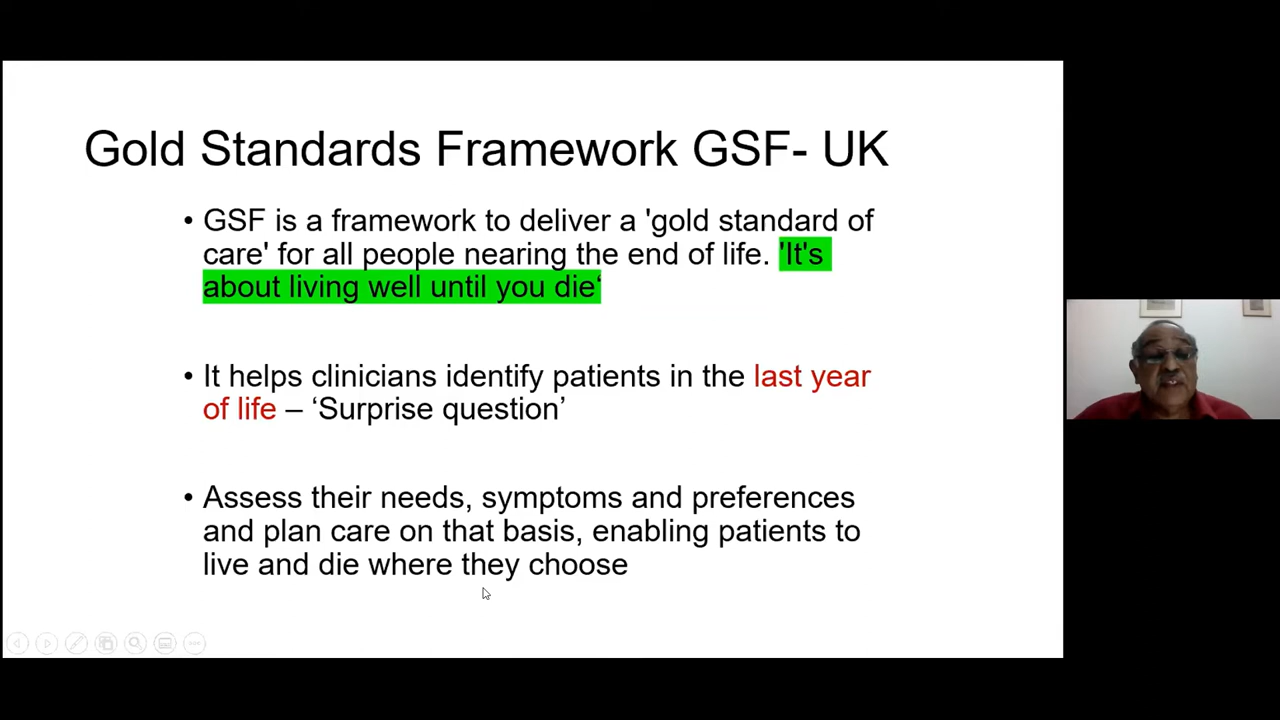 Gold Standards Framework GSF- UK
• GSF is a framework to deliver a 'gold standard of
care' for all people nearing the end of life. 'It's
about living well until you die‘
• It helps clinicians identify patients in the last year
of life – ‘Surprise question’
• Assess their needs, symptoms and preferences
and plan care on that basis, enabling patients to
live and die where they choose